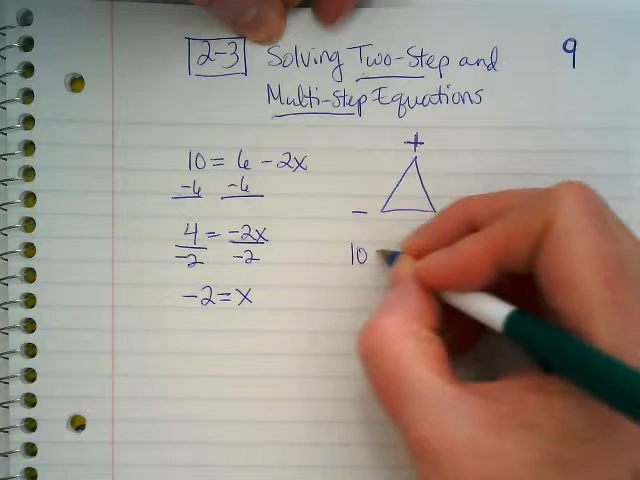 2-3 Solving Two-Step and 9
Multi-step Equations
10 = 6 - 2x
-6 -6
4 = -2x
-2 -2
-2 = x
+
-
10